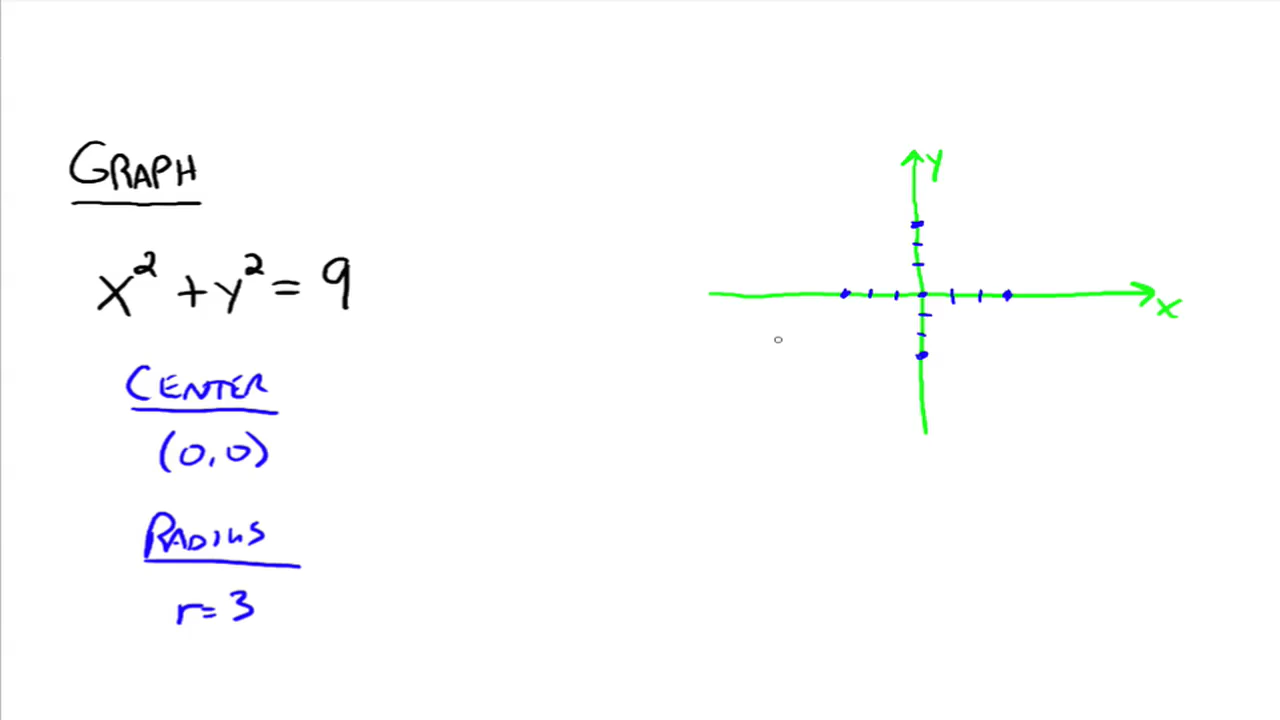 GRAPH
x² + y² = 9
CENTER
(0,0)
RADIUS
r=3
y
x